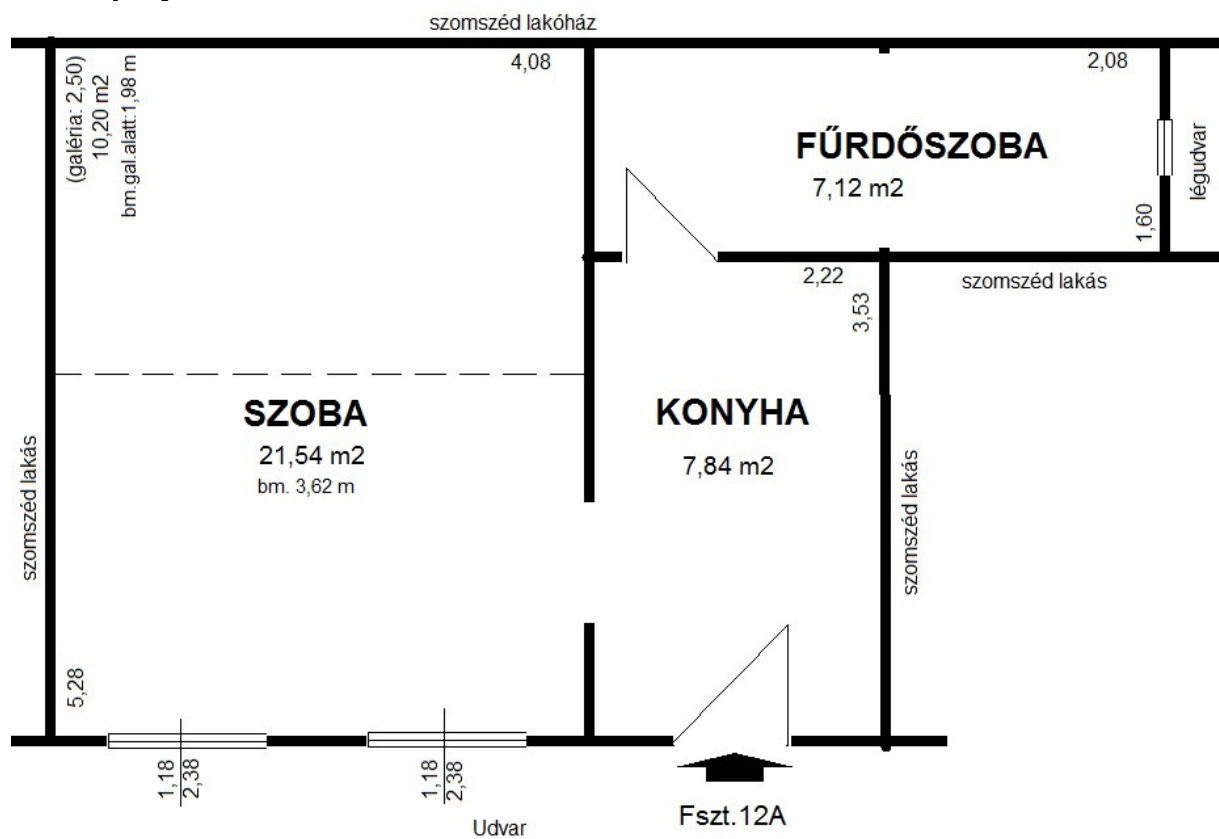 szomszéd lakóház
4,08
2,08
(galéria: 2,50)
10,20 m2
bm.gal.alatt:1,98 m
FŰRDŐSZOBA
7,12 m2
légudvar
1,60
2,22
szomszéd lakás
3,53
SZOBA
21,54 m2
bm. 3,62 m
KONYHA
7,84 m2
szomszéd lakás
szomszéd lakás
5,28
1,18
2,38
1,18
2,38
Fszt.12A
Udvar